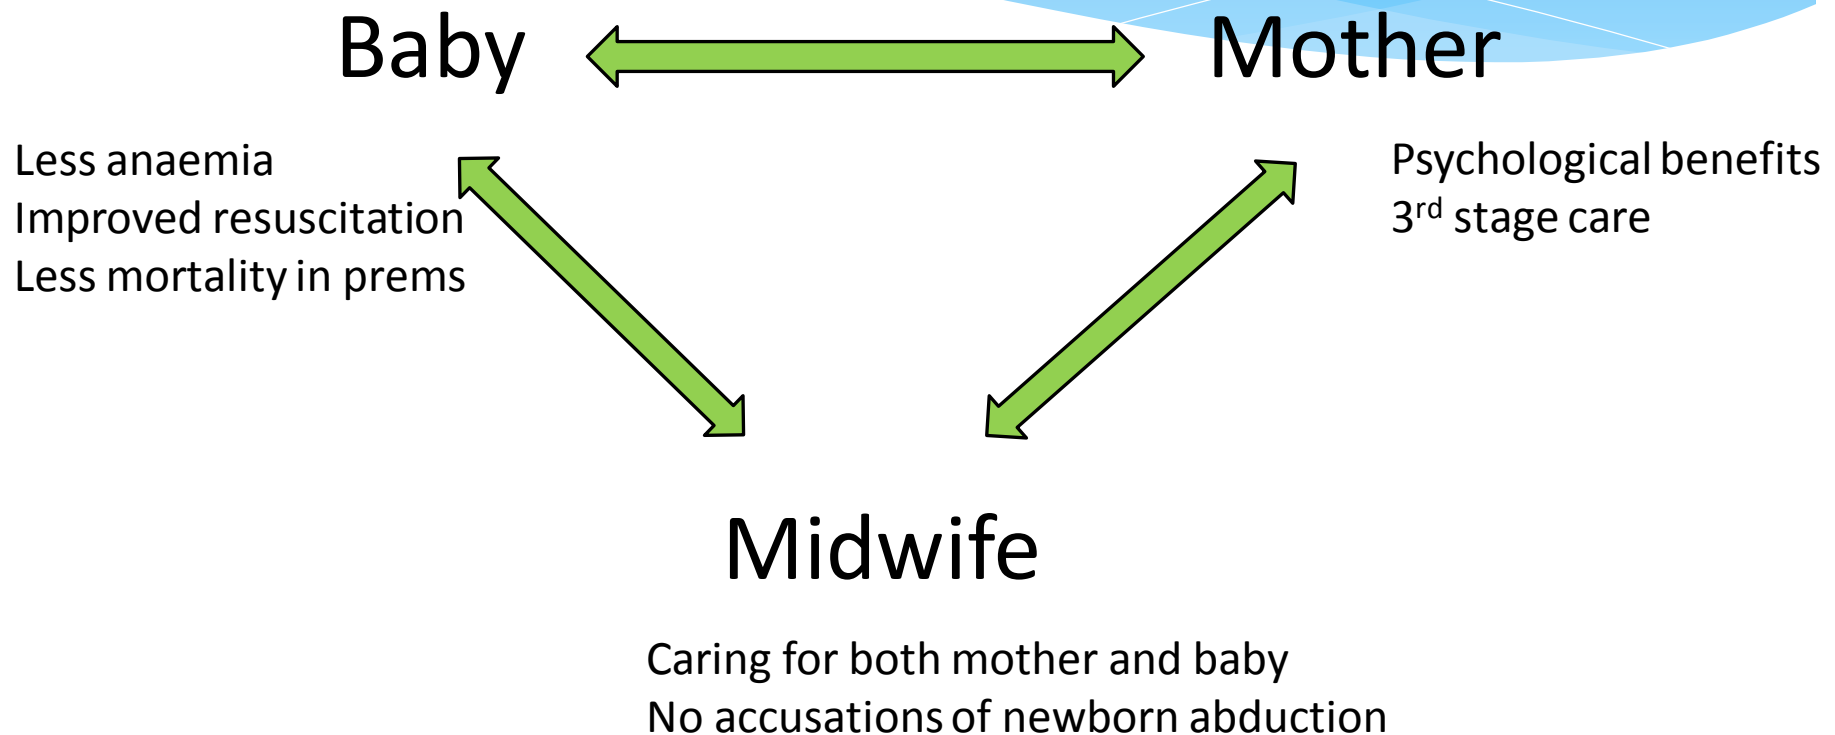 Baby
Mother
Less anaemia
Improved resuscitation
Less mortality in prems
Psychological benefits
3rd stage care
Midwife
Caring for both mother and baby
No accusations of newborn abduction